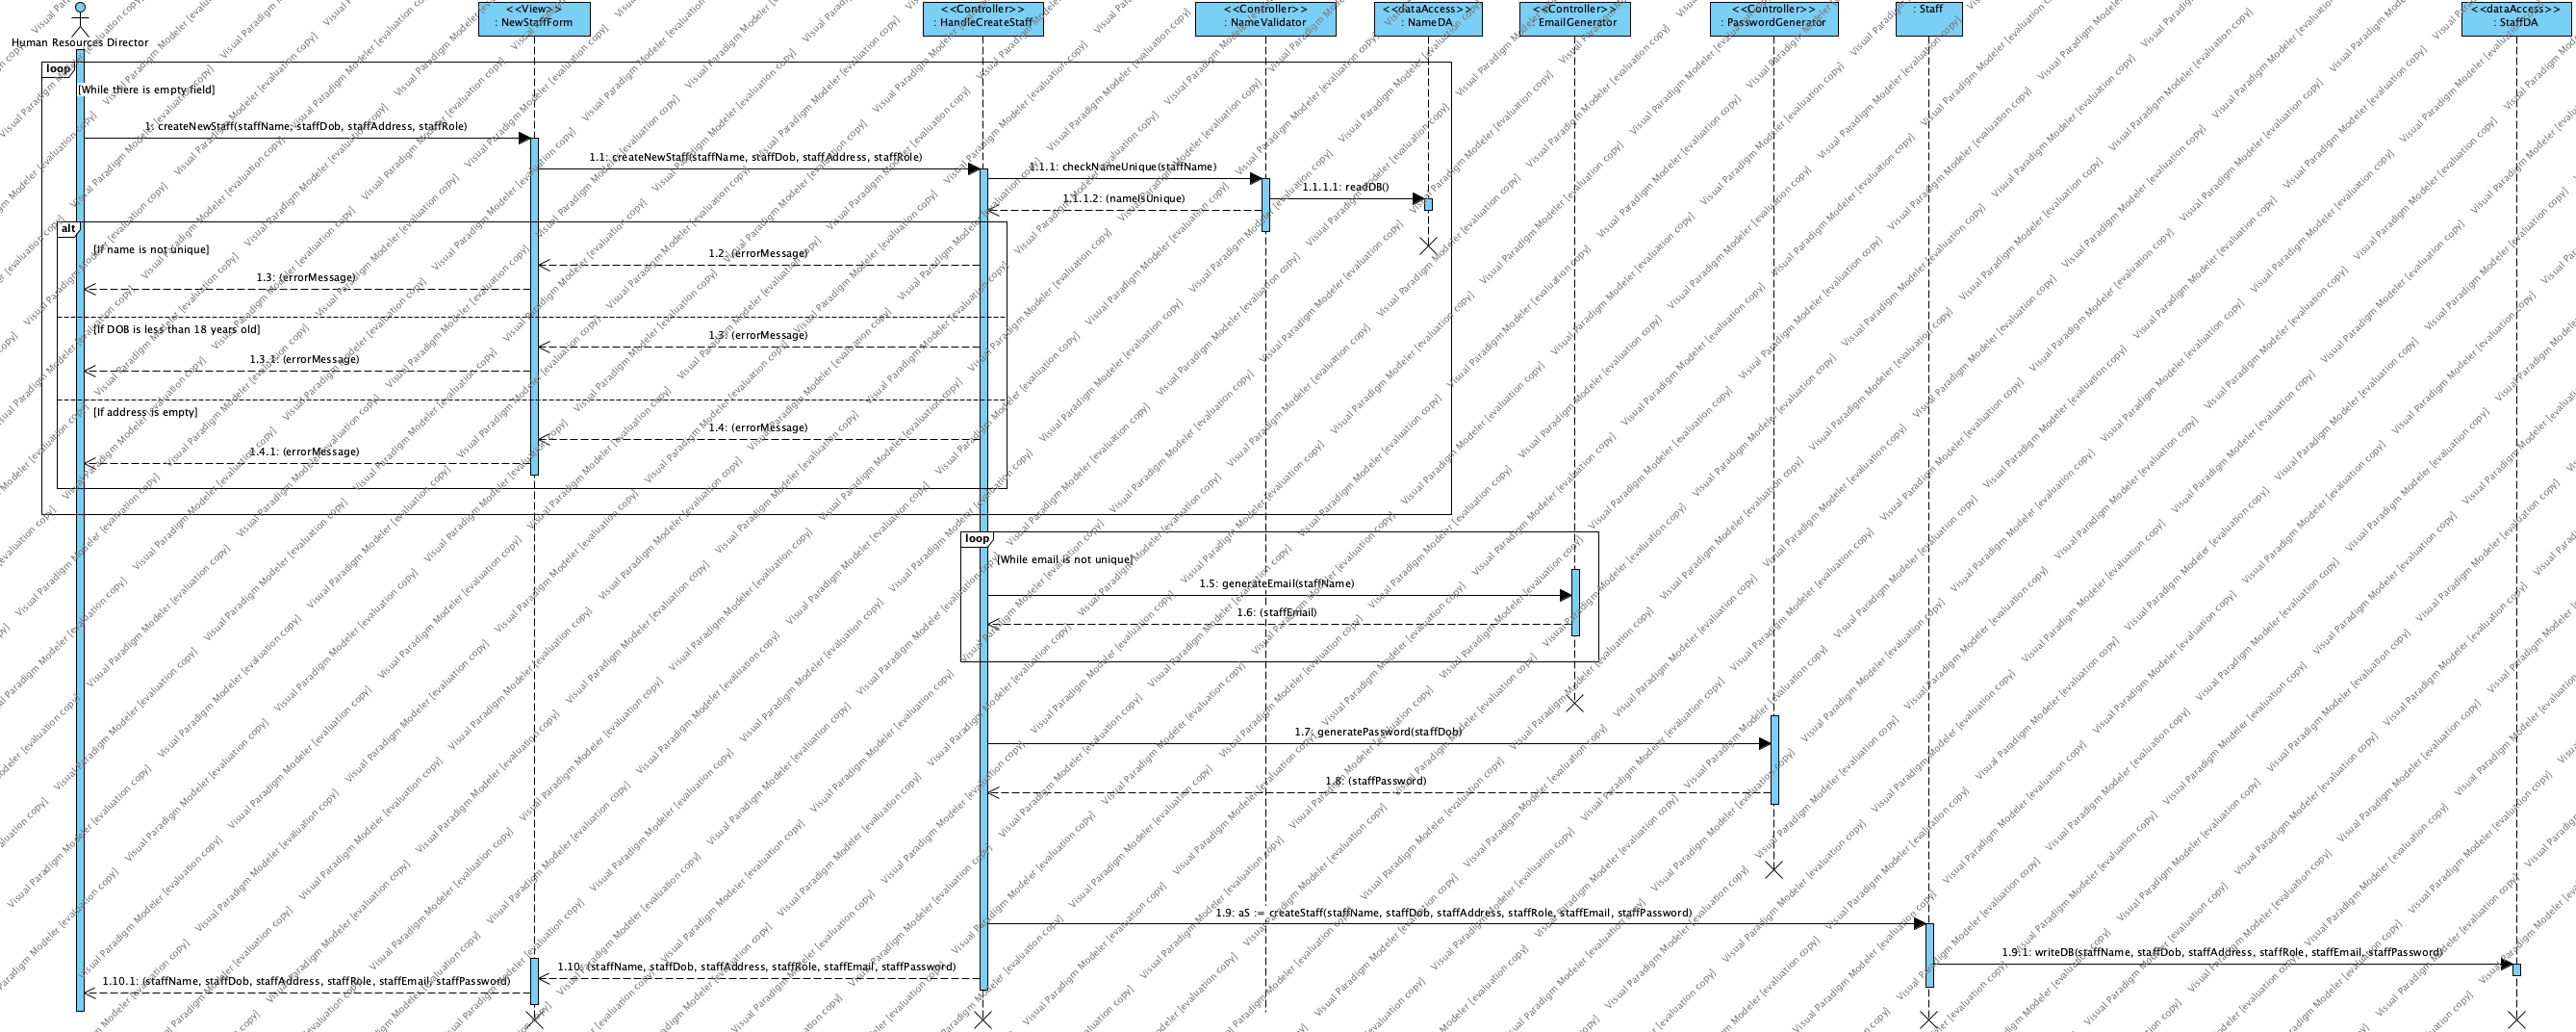 Human Resources Director
<<View>>
: NewStaffForm
<<Controller>>
: HandleCreateStaff
<<Controller>>
: NameValidator
<<dataAccess>>
: NameDA
<<Controller>>
: EmailGenerator
<<Controller>>
: PasswordGenerator
: Staff
<<dataAccess>>
: StaffDA
loop
[While there is empty field]
1: createNewStaff(staffName, staffDob, staffAddress, staffRole)
1.1: createNewStaff(staffName, staffDob, staffAddress, staffRole)
1.1.1: checkNameUnique(staffName)
1.1.1.1: readDB()
1.1.1.2: (nameIsUnique)
alt
[If name is not unique]
1.2: (errorMessage)
1.3: (errorMessage)
[If DOB is less than 18 years old]
1.3: (errorMessage)
1.3.1: (errorMessage)
[If address is empty]
1.4: (errorMessage)
1.4.1: (errorMessage)
loop
[While email is not unique]
1.5: generateEmail(staffName)
1.6: (staffEmail)
1.7: generatePassword(staffDob)
1.8: (staffPassword)
1.9: aS := createStaff(staffName, staffDob, staffAddress, staffRole, staffEmail, staffPassword)
1.9.1: writeDB(staffName, staffDob, staffAddress, staffRole, staffEmail, staffPassword)
1.10: (staffName, staffDob, staffAddress, staffRole, staffEmail, staffPassword)
1.10.1: (staffName, staffDob, staffAddress, staffRole, staffEmail, staffPassword)
Visual Paradigm Modeler [evaluation copy]